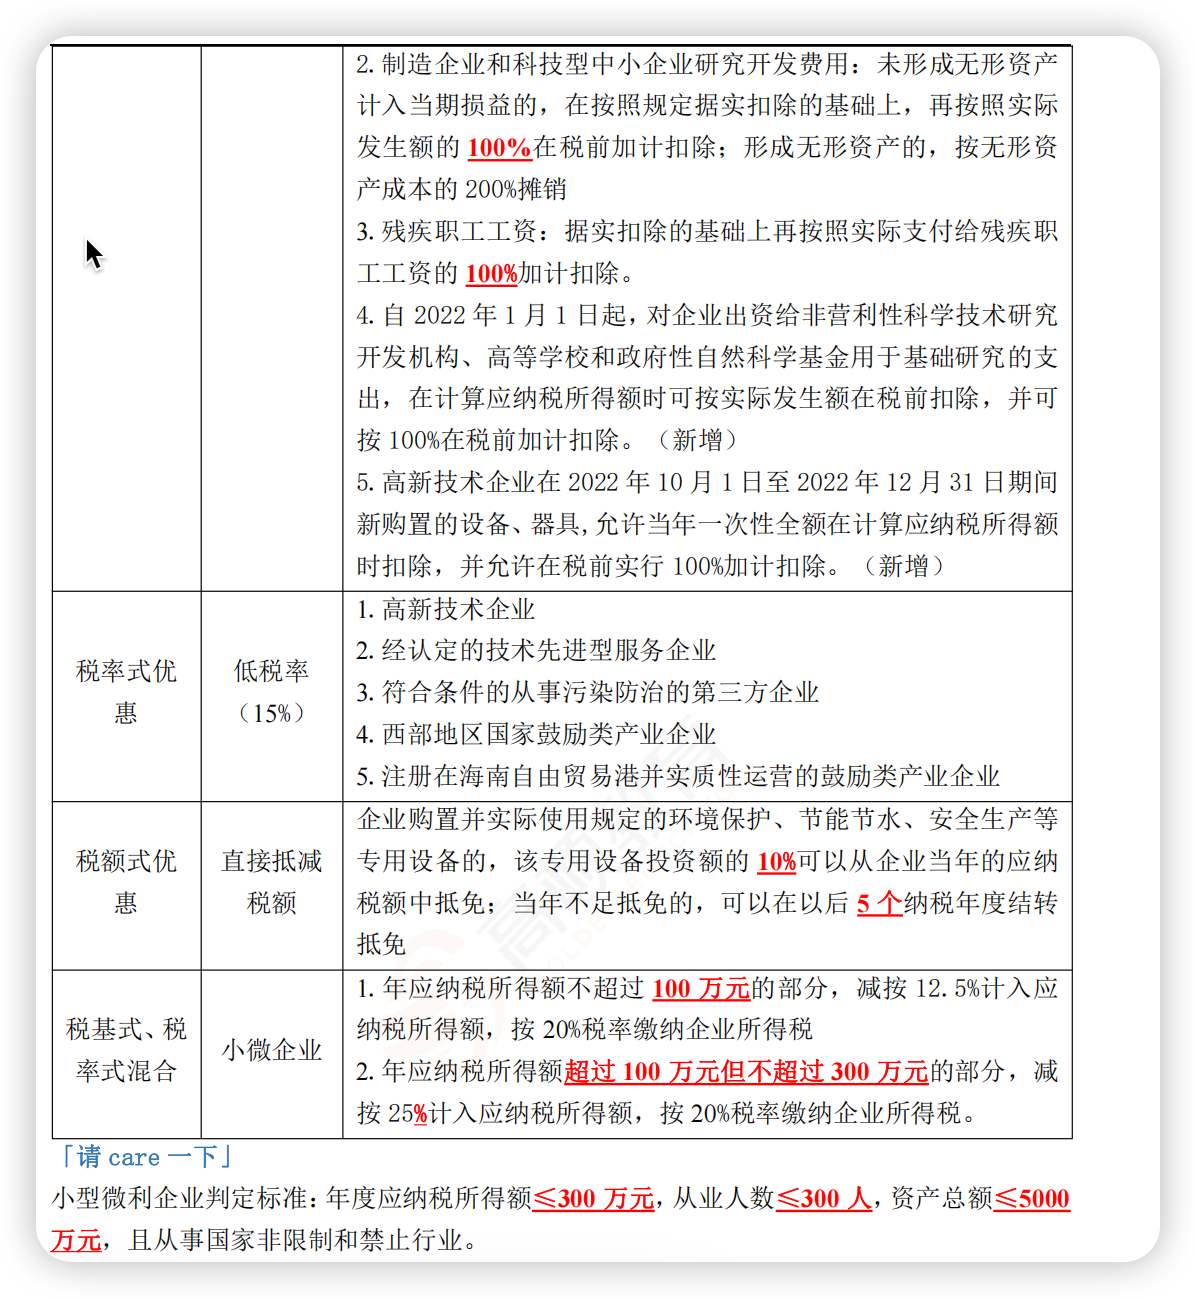 2.制造企业和科技型中小企业研究开发费用：未形成无形资产
计入当期损益的，在按照规定据实扣除的基础上，再按照实际
发生额的 100%在税前加计扣除；形成无形资产的，按无形资
产成本的 200%摊销
3.残疾职工工资：据实扣除的基础上再按照实际支付给残疾职
工工资的 100%加计扣除。
4.自 2022 年 1 月 1 日起，对企业出资给非营利性科学技术研究
开发机构、高等学校和政府性自然科学基金用于基础研究的支
出，在计算应纳税所得额时可按实际发生额在税前扣除，并可
按 100%在税前加计扣除。（新增）
5.高新技术企业在 2022 年 10 月 1 日至 2022 年 12 月 31 日期间
新购置的设备、器具,允许当年一次性全额在计算应纳税所得额
时扣除，并允许在税前实行 100%加计扣除。（新增）
税率式优
惠
低税率
（15%）
1.高新技术企业
2.经认定的技术先进型服务企业
3.符合条件的从事污染防治的第三方企业
4.西部地区国家鼓励类产业企业
5.注册在海南自由贸易港并实质性运营的鼓励类产业企业
税额式优
惠
直接抵减
税额
企业购置并实际使用规定的环境保护、节能节水、安全生产等
专用设备的，该专用设备投资额的 10%可以从企业当年的应纳
税额中抵免；当年不足抵免的，可以在以后 5 个纳税年度结转
抵免
税基式、税
率式混合
小微企业
1.年应纳税所得额不超过 100 万元的部分，减按 12.5%计入应
纳税所得额，按 20%税率缴纳企业所得税
2.年应纳税所得额超过 100 万元但不超过 300 万元的部分，减
按 25%计入应纳税所得额，按 20%税率缴纳企业所得税。
「请 care 一下」
小型微利企业判定标准：年度应纳税所得额≤300 万元，从业人数≤300 人，资产总额≤5000
万元，且从事国家非限制和禁止行业。
高顿教育